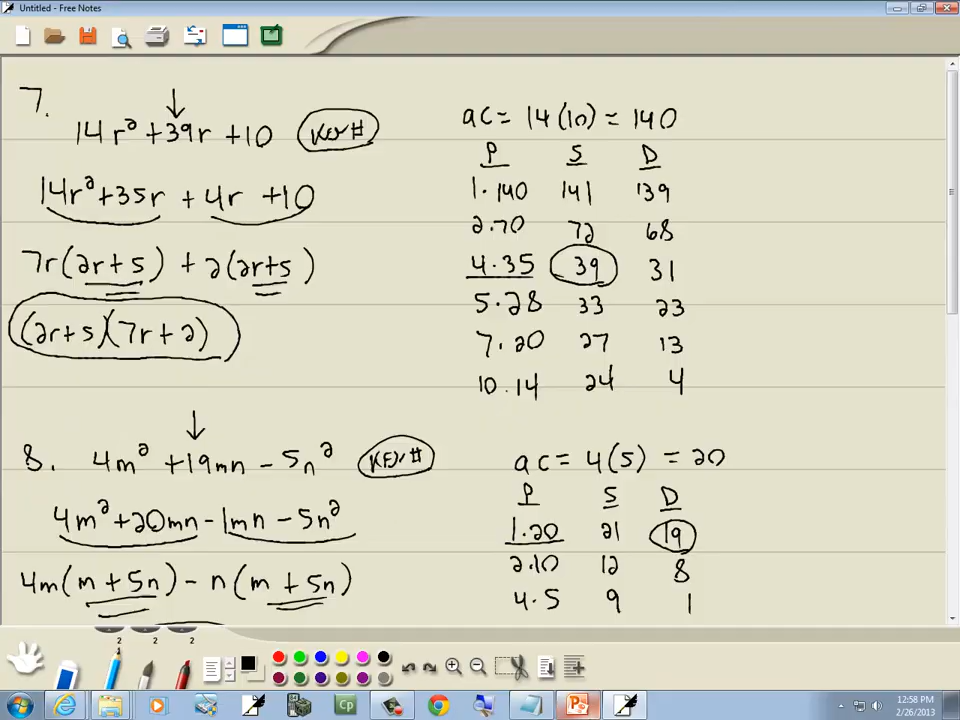 Untitled - Free Notes
7.
14r² + 39r + 10 KEY#
14r² + 35r + 4r + 10
7r(2r + 5) + 2(2r + 5)
(2r + 5)(7r + 2)
ac = 14(10) = 140
P S D
1·140 141 139
2·70 72 68
4·35 39 31
5·28 33 23
7·20 27 13
10·14 24 4
8. 4m² + 19mn - 5n² KEY#
4m² + 20mn - 1mn - 5n²
4m(m + 5n) - n(m + 5n)
ac = 4(5) = 20
P S D
1·20 21 19
2·10 12 8
4·5 9 1
2 2 2
Cp
12:58 PM
2/26/2013